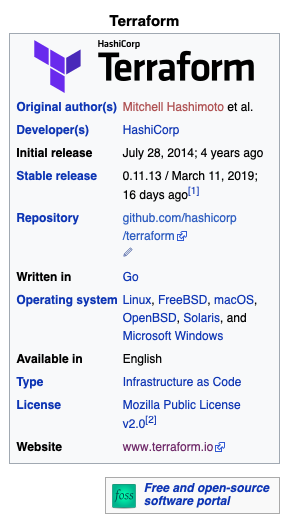 Terraform
HashiCorp
Terraform
Original author(s) Mitchell Hashimoto et al.
Developer(s) HashiCorp
Initial release July 28, 2014; 4 years ago
Stable release 0.11.13 / March 11, 2019;
16 days ago[1]
Repository github.com/hashicorp
/terraform
Written in Go
Operating system Linux, FreeBSD, macOS,
OpenBSD, Solaris, and
Microsoft Windows
Available in English
Type Infrastructure as Code
License Mozilla Public License
v2.0[2]
Website www.terraform.io
foss Free and open-source
software portal